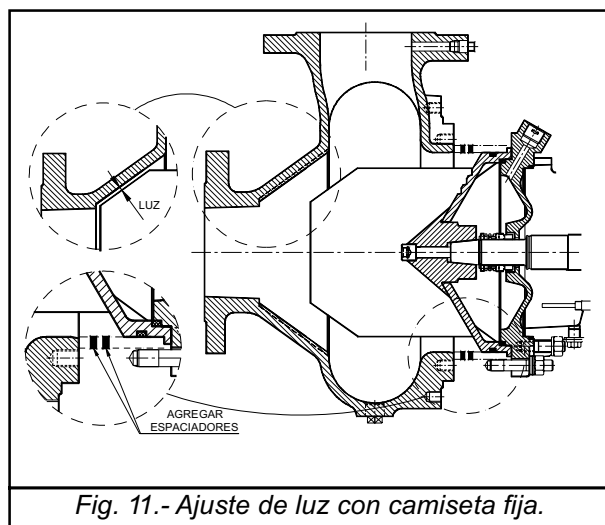 LUZ
AGREGAR
ESPACIADORES
Fig. 11.- Ajuste de luz con camiseta fija.